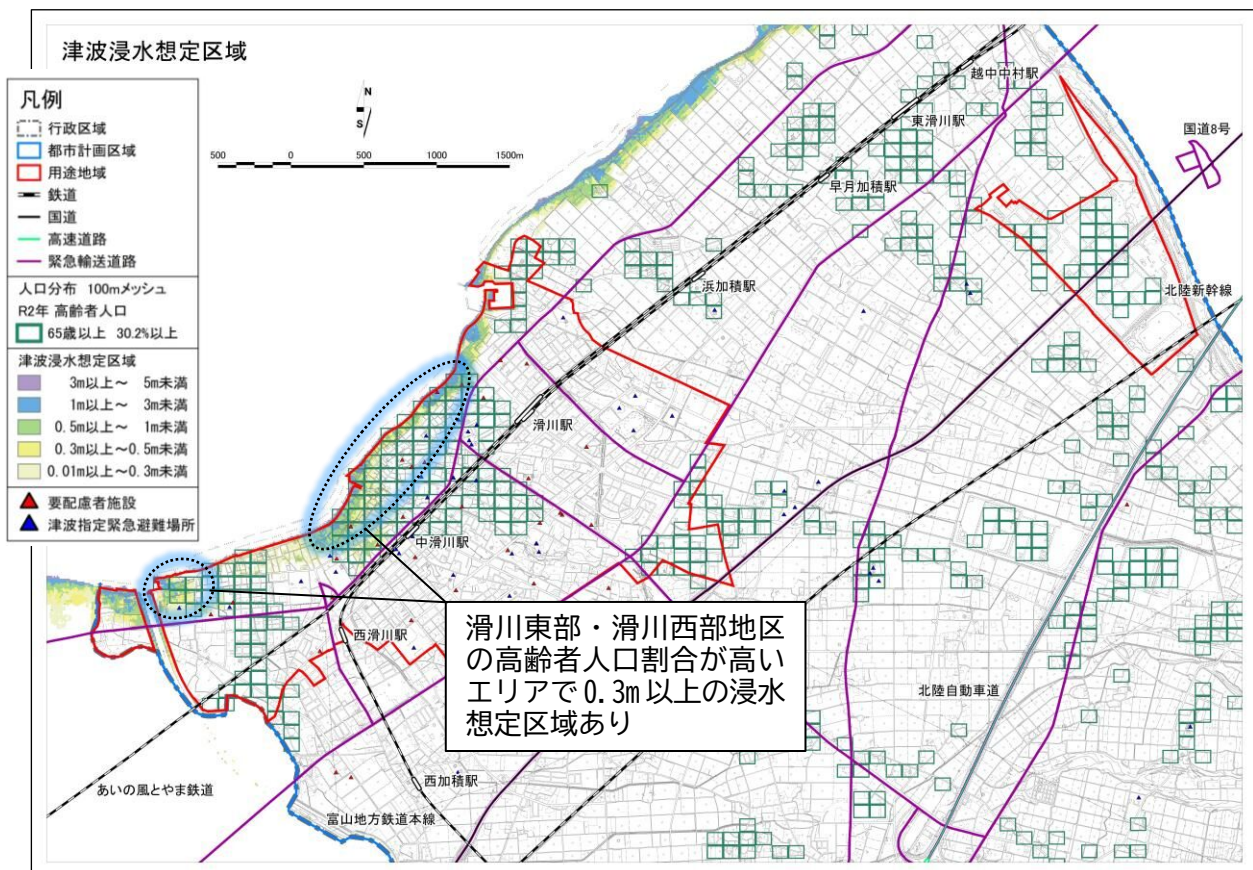 津波浸水想定区域
凡例
行政区域
都市計画区域
用途地域
鉄道
国道
高速道路
緊急輸送道路
人口分布 100mメッシュ
R2年 高齢者人口
65歳以上 30.2%以上
津波浸水想定区域
3m以上～ 5m未満
1m以上～ 3m未満
0.5m以上～ 1m未満
0.3m以上～0.5m未満
0.01m以上～0.3m未満
要配慮者施設
津波指定緊急避難場所
N
S
500 0 500 1000 1500m
越中中村駅
東滑川駅
国道8号
早月加積駅
浜加積駅
北陸新幹線
滑川駅
中滑川駅
西滑川駅
滑川東部・滑川西部地区
の高齢者人口割合が高い
エリアで0.3m以上の浸水
想定区域あり
北陸自動車道
西加積駅
あいの風とやま鉄道
富山地方鉄道本線